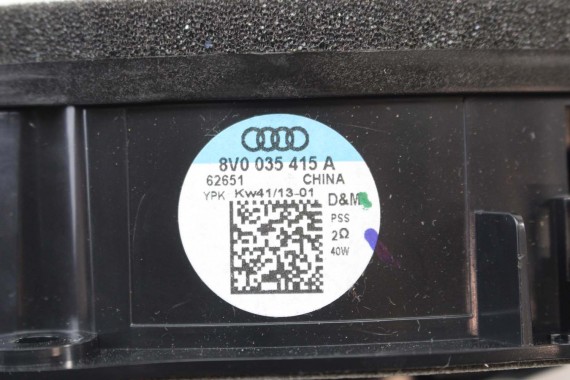 8V0 035 415 A
62651 CHINA
YPK Kw41/13-01
D&M
PSS
2Ω
40W